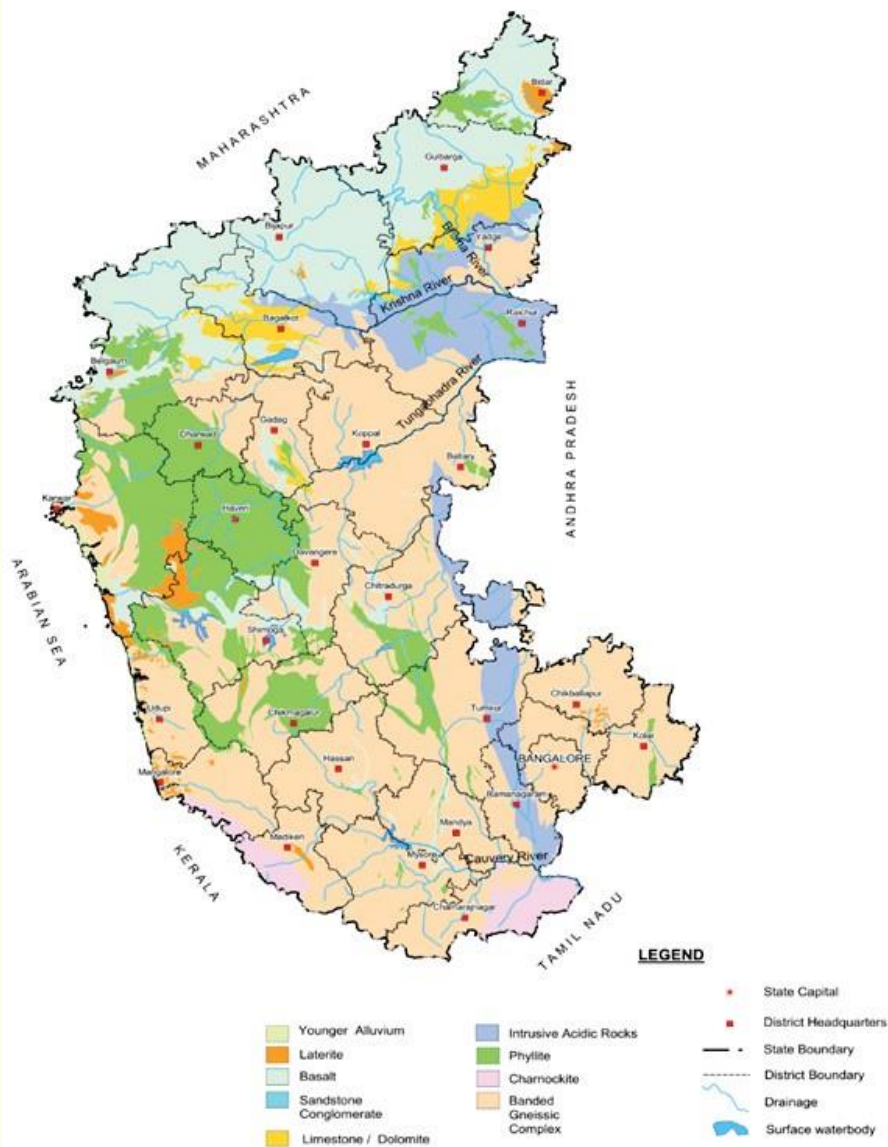 MAHARASHTRA
Bidar
Gulbarga
Bijapur
Bhima River
Yadgir
Krishna River
Bagalkot
Raichur
Belgaum
Tungabhadra River
Gadag
Koppal
Dharwad
Bellary
ANDHRA PRADESH
Karwar
Haveri
Davangere
Chitradurga
ARABIAN SEA
Shimoga
Chikballapur
Udupi
Chikmagalur
Tumkur
Kolar
Hassan
BANGALORE
Mangalore
Ramanagaram
Mandya
Madikeri
Mysore
Cauvery River
KERALA
Chamarajnagar
TAMIL NADU
LEGEND
State Capital
District Headquarters
State Boundary
District Boundary
Drainage
Surface waterbody
Younger Alluvium
Laterite
Basalt
Sandstone
Conglomerate
Limestone / Dolomite
Intrusive Acidic Rocks
Phyllite
Charnockite
Banded
Gneissic
Complex